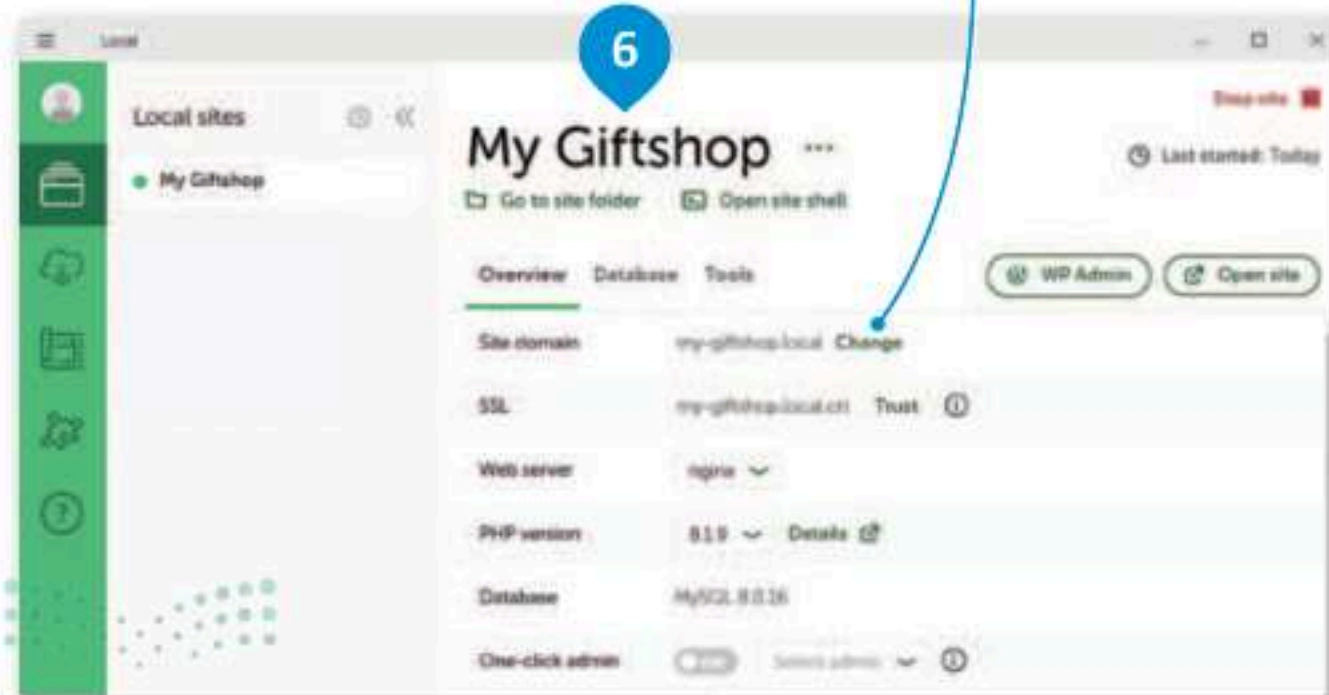 Local
6
Stop site
Local sites
My Giftshop
Last started: Today
My Giftshop
Go to site folder Open site shell
Overview Database Tools
WP Admin Open site
Site domain my-giftshop.local Change
SSL my-giftshop.local.crt Trust
Web server nginx
PHP version 8.1.9 Details
Database MySQL 8.0.16
One-click admin Select admin